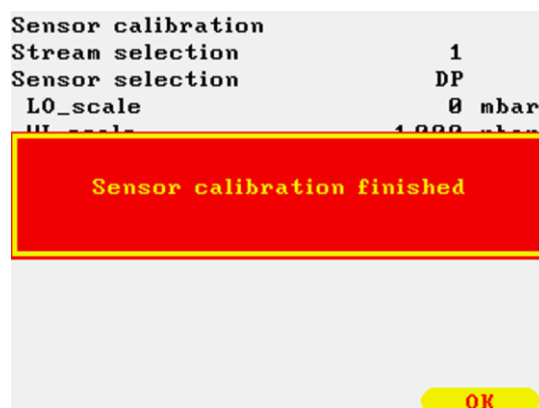 Sensor calibration
Stream selection 1
Sensor selection DP
LO_scale 0 mbar
Sensor calibration finished
OK